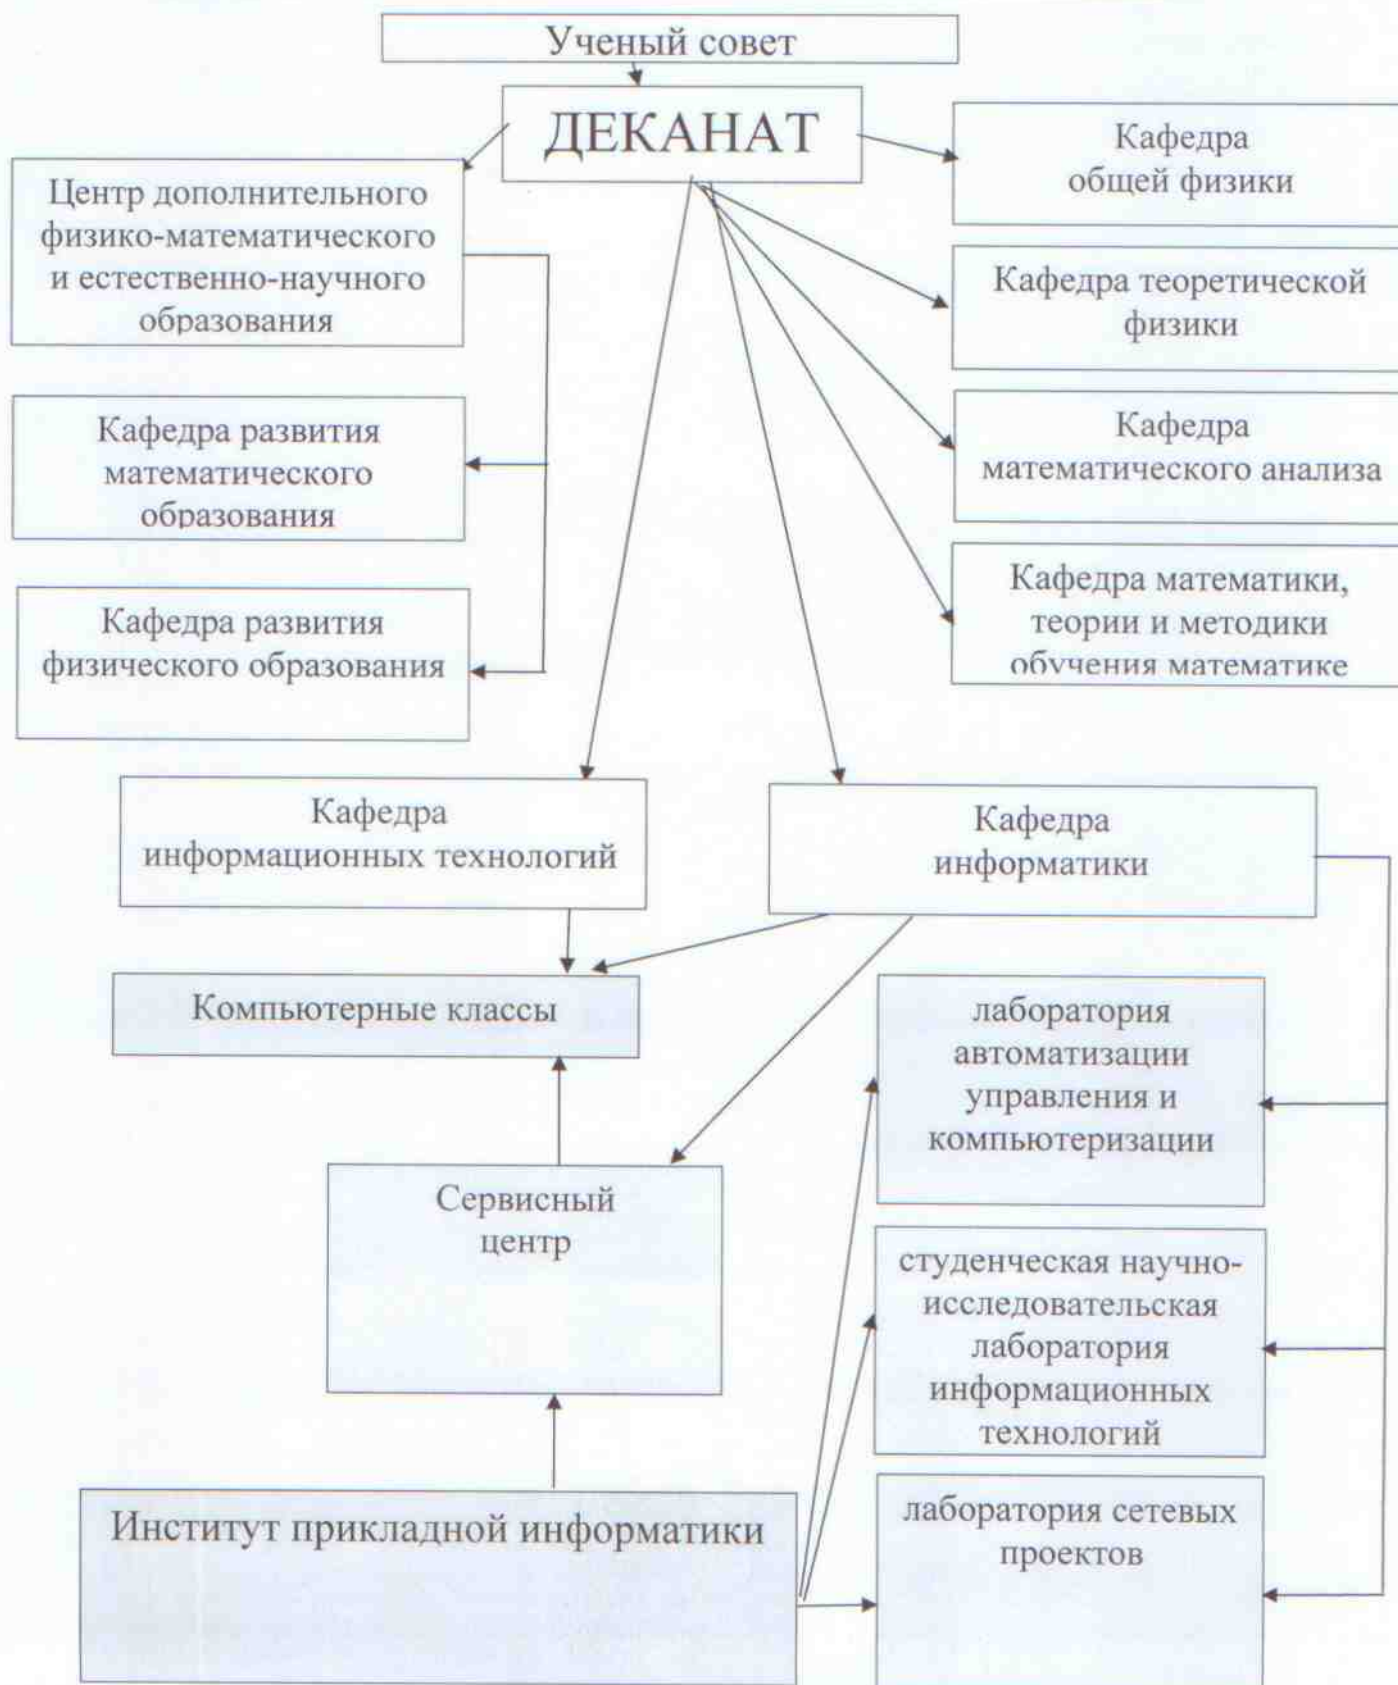 Ученый совет
ДЕКАНАТ
Кафедра
общей физики
Центр дополнительного
физико-математического
и естественно-научного
образования
Кафедра теоретической
физики
Кафедра развития
математического
образования
Кафедра
математического анализа
Кафедра математики,
теории и методики
обучения математике
Кафедра развития
физического образования
Кафедра
информационных технологий
Кафедра
информатики
Компьютерные классы
лаборатория
автоматизации
управления и
компьютеризации
Сервисный
центр
студенческая научно-
исследовательская
лаборатория
информационных
технологий
Институт прикладной информатики
лаборатория сетевых
проектов